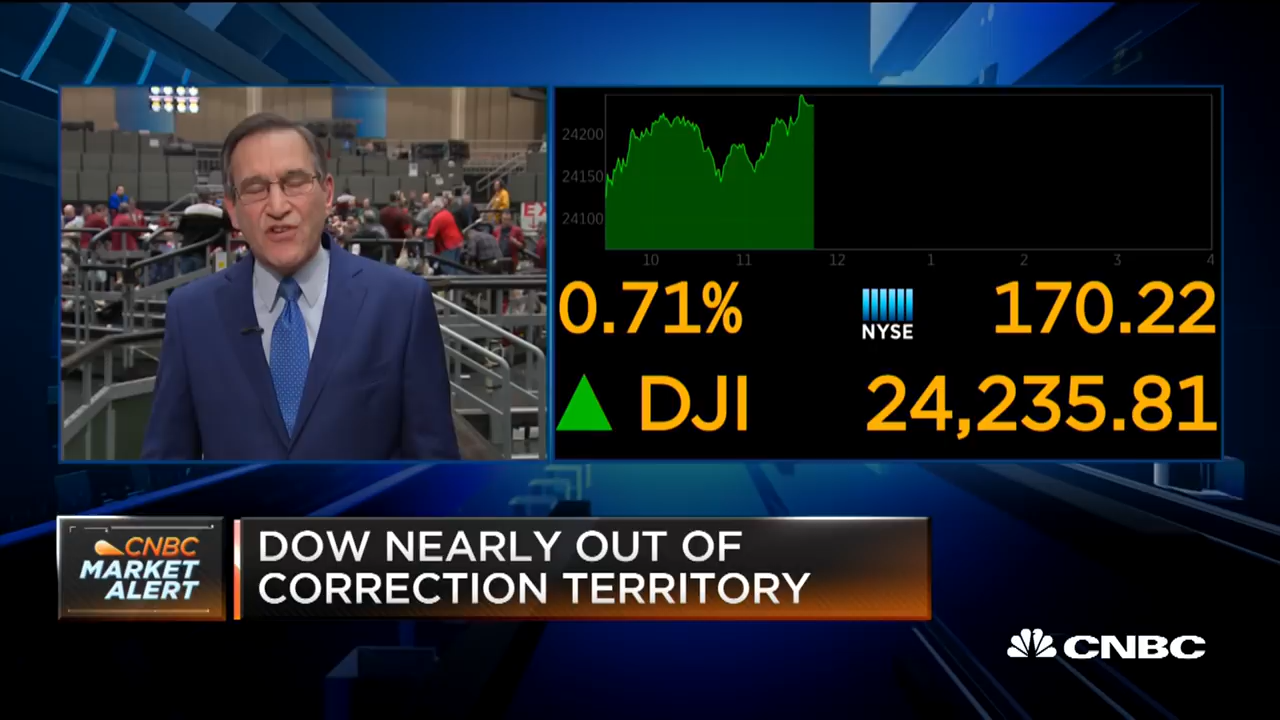 EX
24200
24150
24100
10 11 12 1 2 3 4
0.71% NYSE 170.22
DJI 24,235.81
CNBC
MARKET
ALERT
DOW NEARLY OUT OF
CORRECTION TERRITORY
CNBC